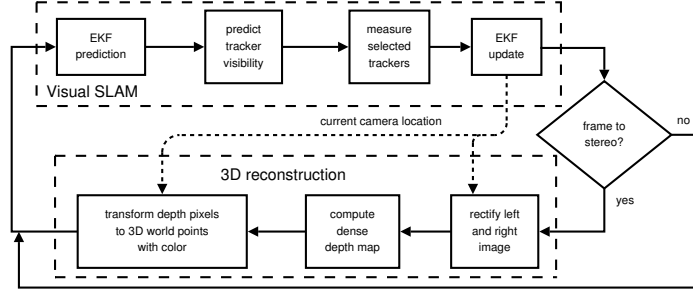 EKF
prediction
predict
tracker
visibility
measure
selected
trackers
EKF
update
Visual SLAM
current camera location
frame to
stereo?
no
yes
3D reconstruction
transform depth pixels
to 3D world points
with color
compute
dense
depth map
rectify left
and right
image